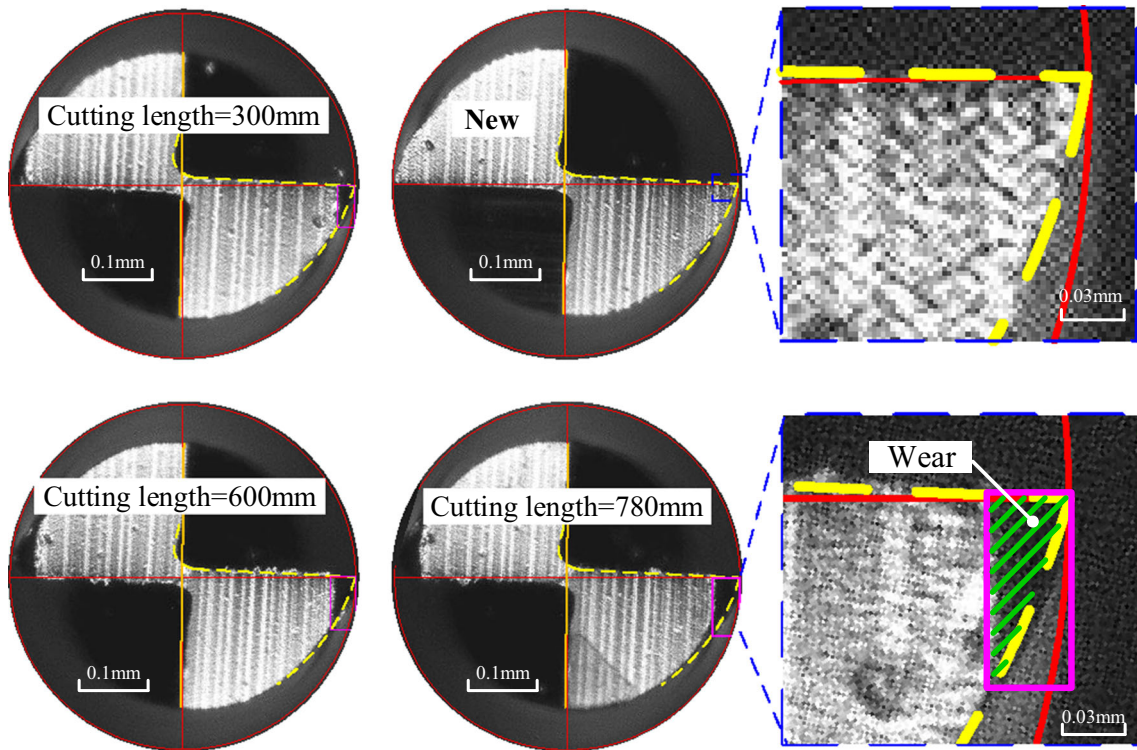 Cutting length=300mm
New
0.1mm
0.1mm
0.03mm
Cutting length=600mm
Cutting length=780mm
Wear
0.1mm
0.1mm
0.03mm